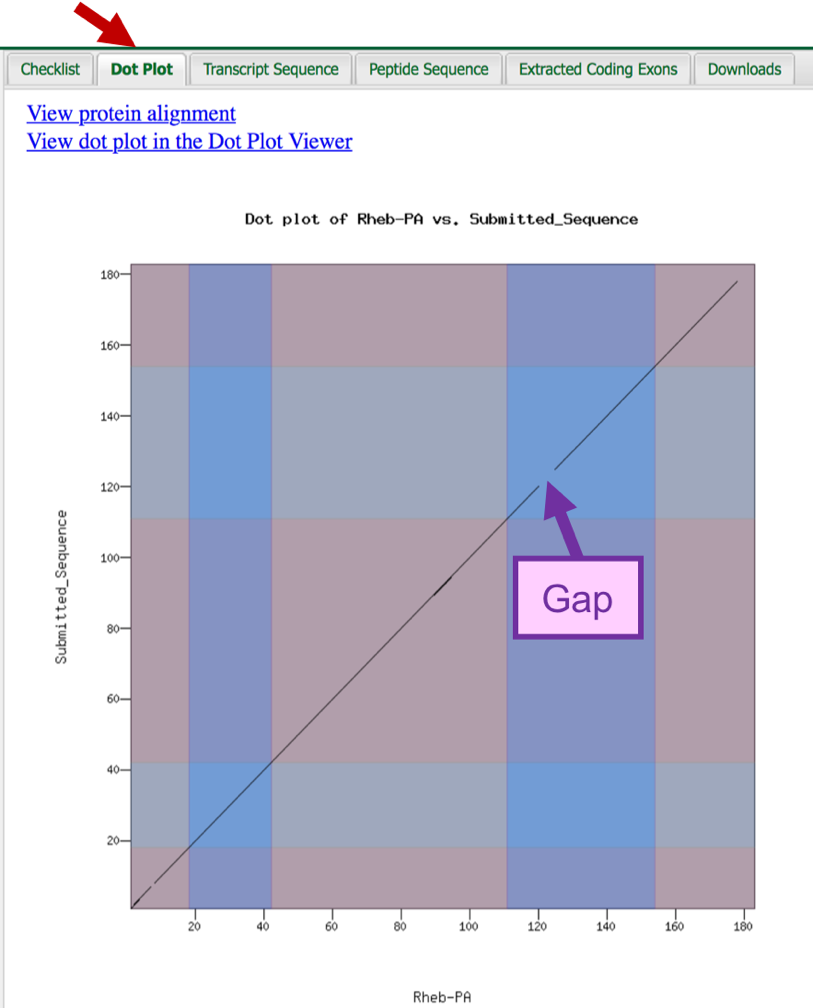 Checklist
Dot Plot
Transcript Sequence
Peptide Sequence
Extracted Coding Exons
Downloads
View protein alignment
View dot plot in the Dot Plot Viewer
Dot plot of Rheb-PA vs. Submitted_Sequence
180
160
140
120
100
80
60
40
20
Submitted_Sequence
Gap
20 40 60 80 100 120 140 160 180
Rheb-PA